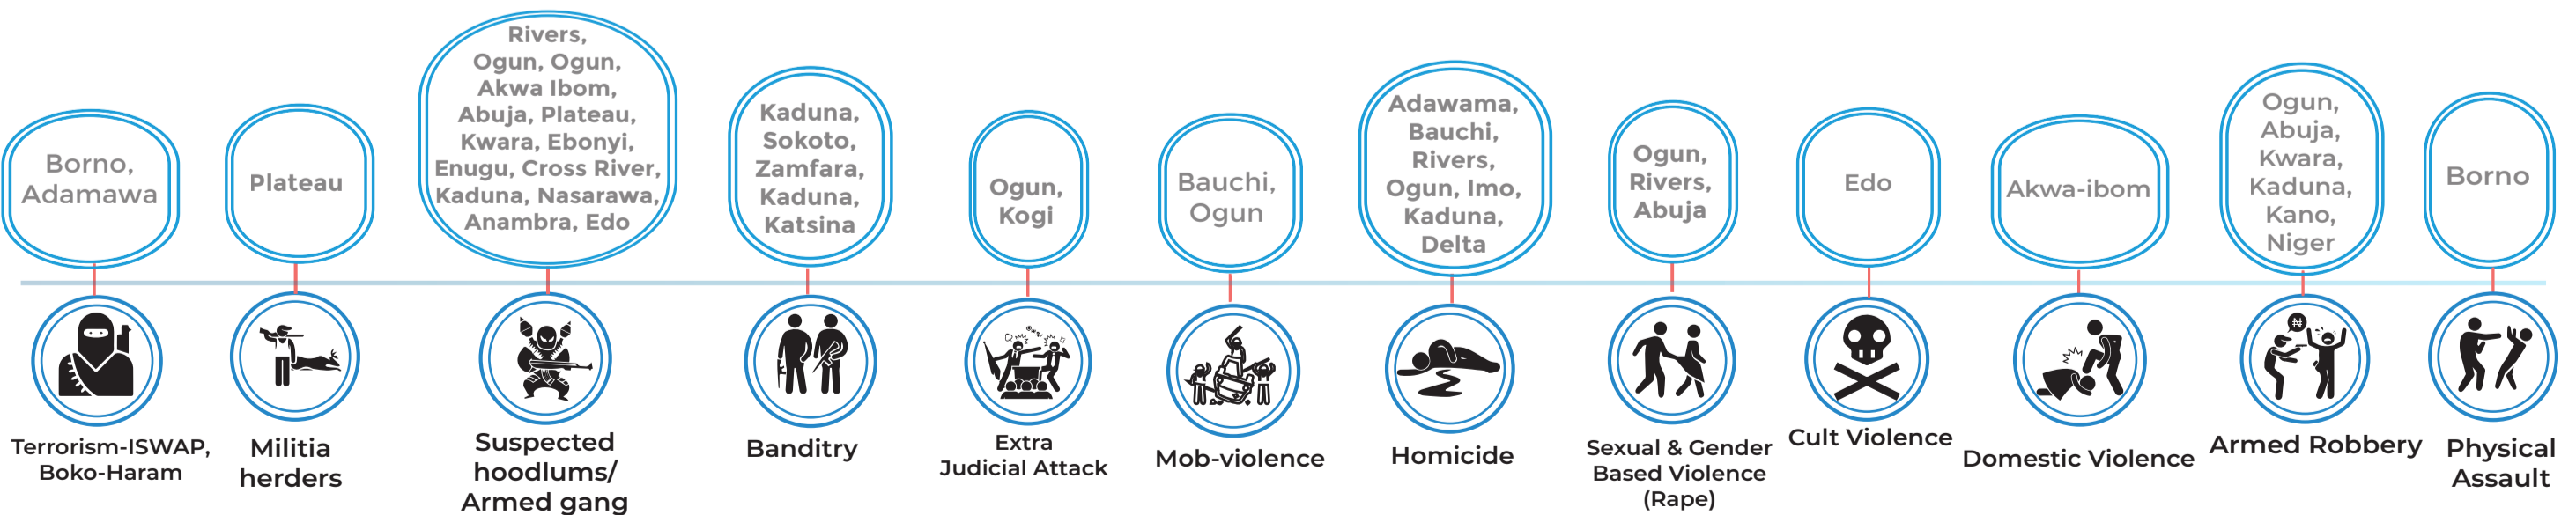 Borno,
Adamawa
Terrorism-ISWAP,
Boko-Haram
Plateau
Militia
herders
Rivers,
Ogun, Ogun,
Akwa Ibom,
Abuja, Plateau,
Kwara, Ebonyi,
Enugu, Cross River,
Kaduna, Nasarawa,
Anambra, Edo
Suspected
hoodlums/
Armed gang
Kaduna,
Sokoto,
Zamfara,
Kaduna,
Katsina
Banditry
Ogun,
Kogi
Extra
Judicial Attack
Bauchi,
Ogun
Mob-violence
Adawama,
Bauchi,
Rivers,
Ogun, Imo,
Kaduna,
Delta
Homicide
Ogun,
Rivers,
Abuja
Sexual & Gender
Based Violence
(Rape)
Edo
Cult Violence
Akwa-ibom
Domestic Violence
Ogun,
Abuja,
Kwara,
Kaduna,
Kano,
Niger
₦
Armed Robbery
Borno
Physical
Assault